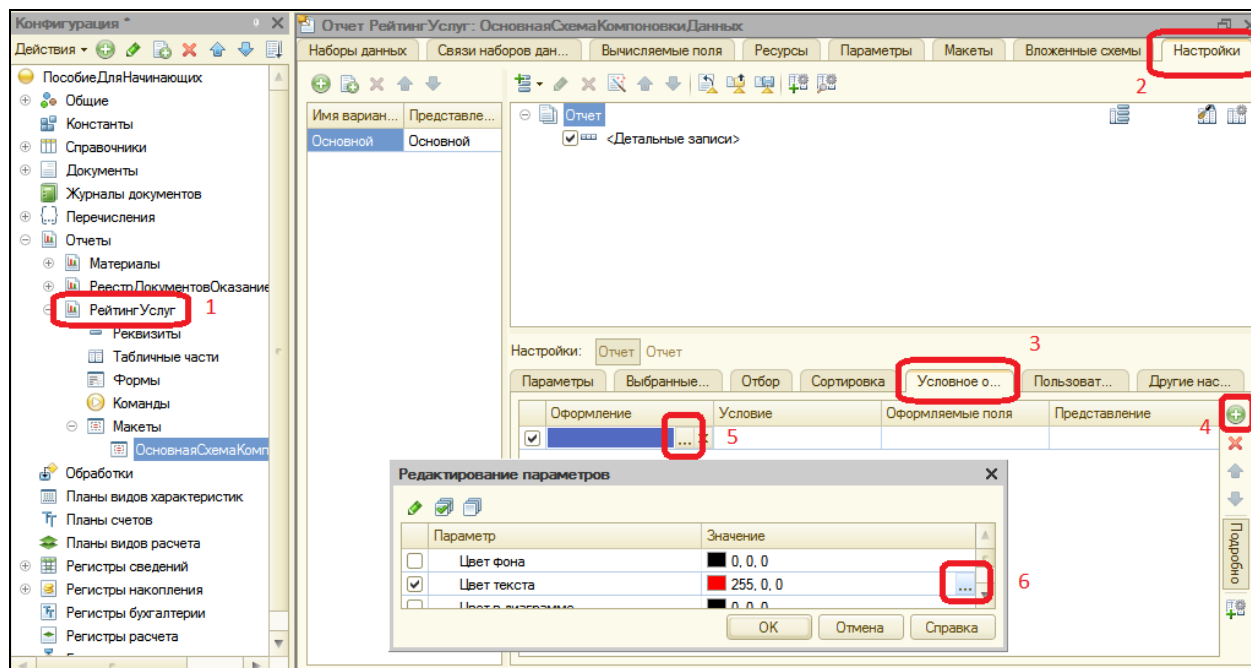 Конфигурация *
Действия
ПособиеДляНачинающих
Общие
Константы
Справочники
Документы
Журналы документов
Перечисления
Отчеты
Материалы
РеестрДокументовОказание
РейтингУслуг
1
Реквизиты
Табличные части
Формы
Команды
Макеты
ОсновнаяСхемаКомп
Обработки
Планы видов характеристик
Планы счетов
Планы видов расчета
Регистры сведений
Регистры накопления
Регистры бухгалтерии
Регистры расчета
Отчет РейтингУслуг: ОсновнаяСхемаКомпоновкиДанных
Наборы данных Связи наборов дан... Вычисляемые поля Ресурсы Параметры Макеты Вложенные схемы Настройки
2
Имя вариан... Представле...
Основной Основной
Отчет
<Детальные записи>
Настройки: Отчет Отчет
3
Параметры Выбранные... Отбор Сортировка Условное о... Пользоват... Другие нас...
Оформление Условие Оформляемые поля Представление
4
... x 5
Подробно
Редактирование параметров
Параметр Значение
Цвет фона 0, 0, 0
Цвет текста 255, 0, 0 ...
6
Цвет в диаграмме 0, 0, 0
OK Отмена Справка